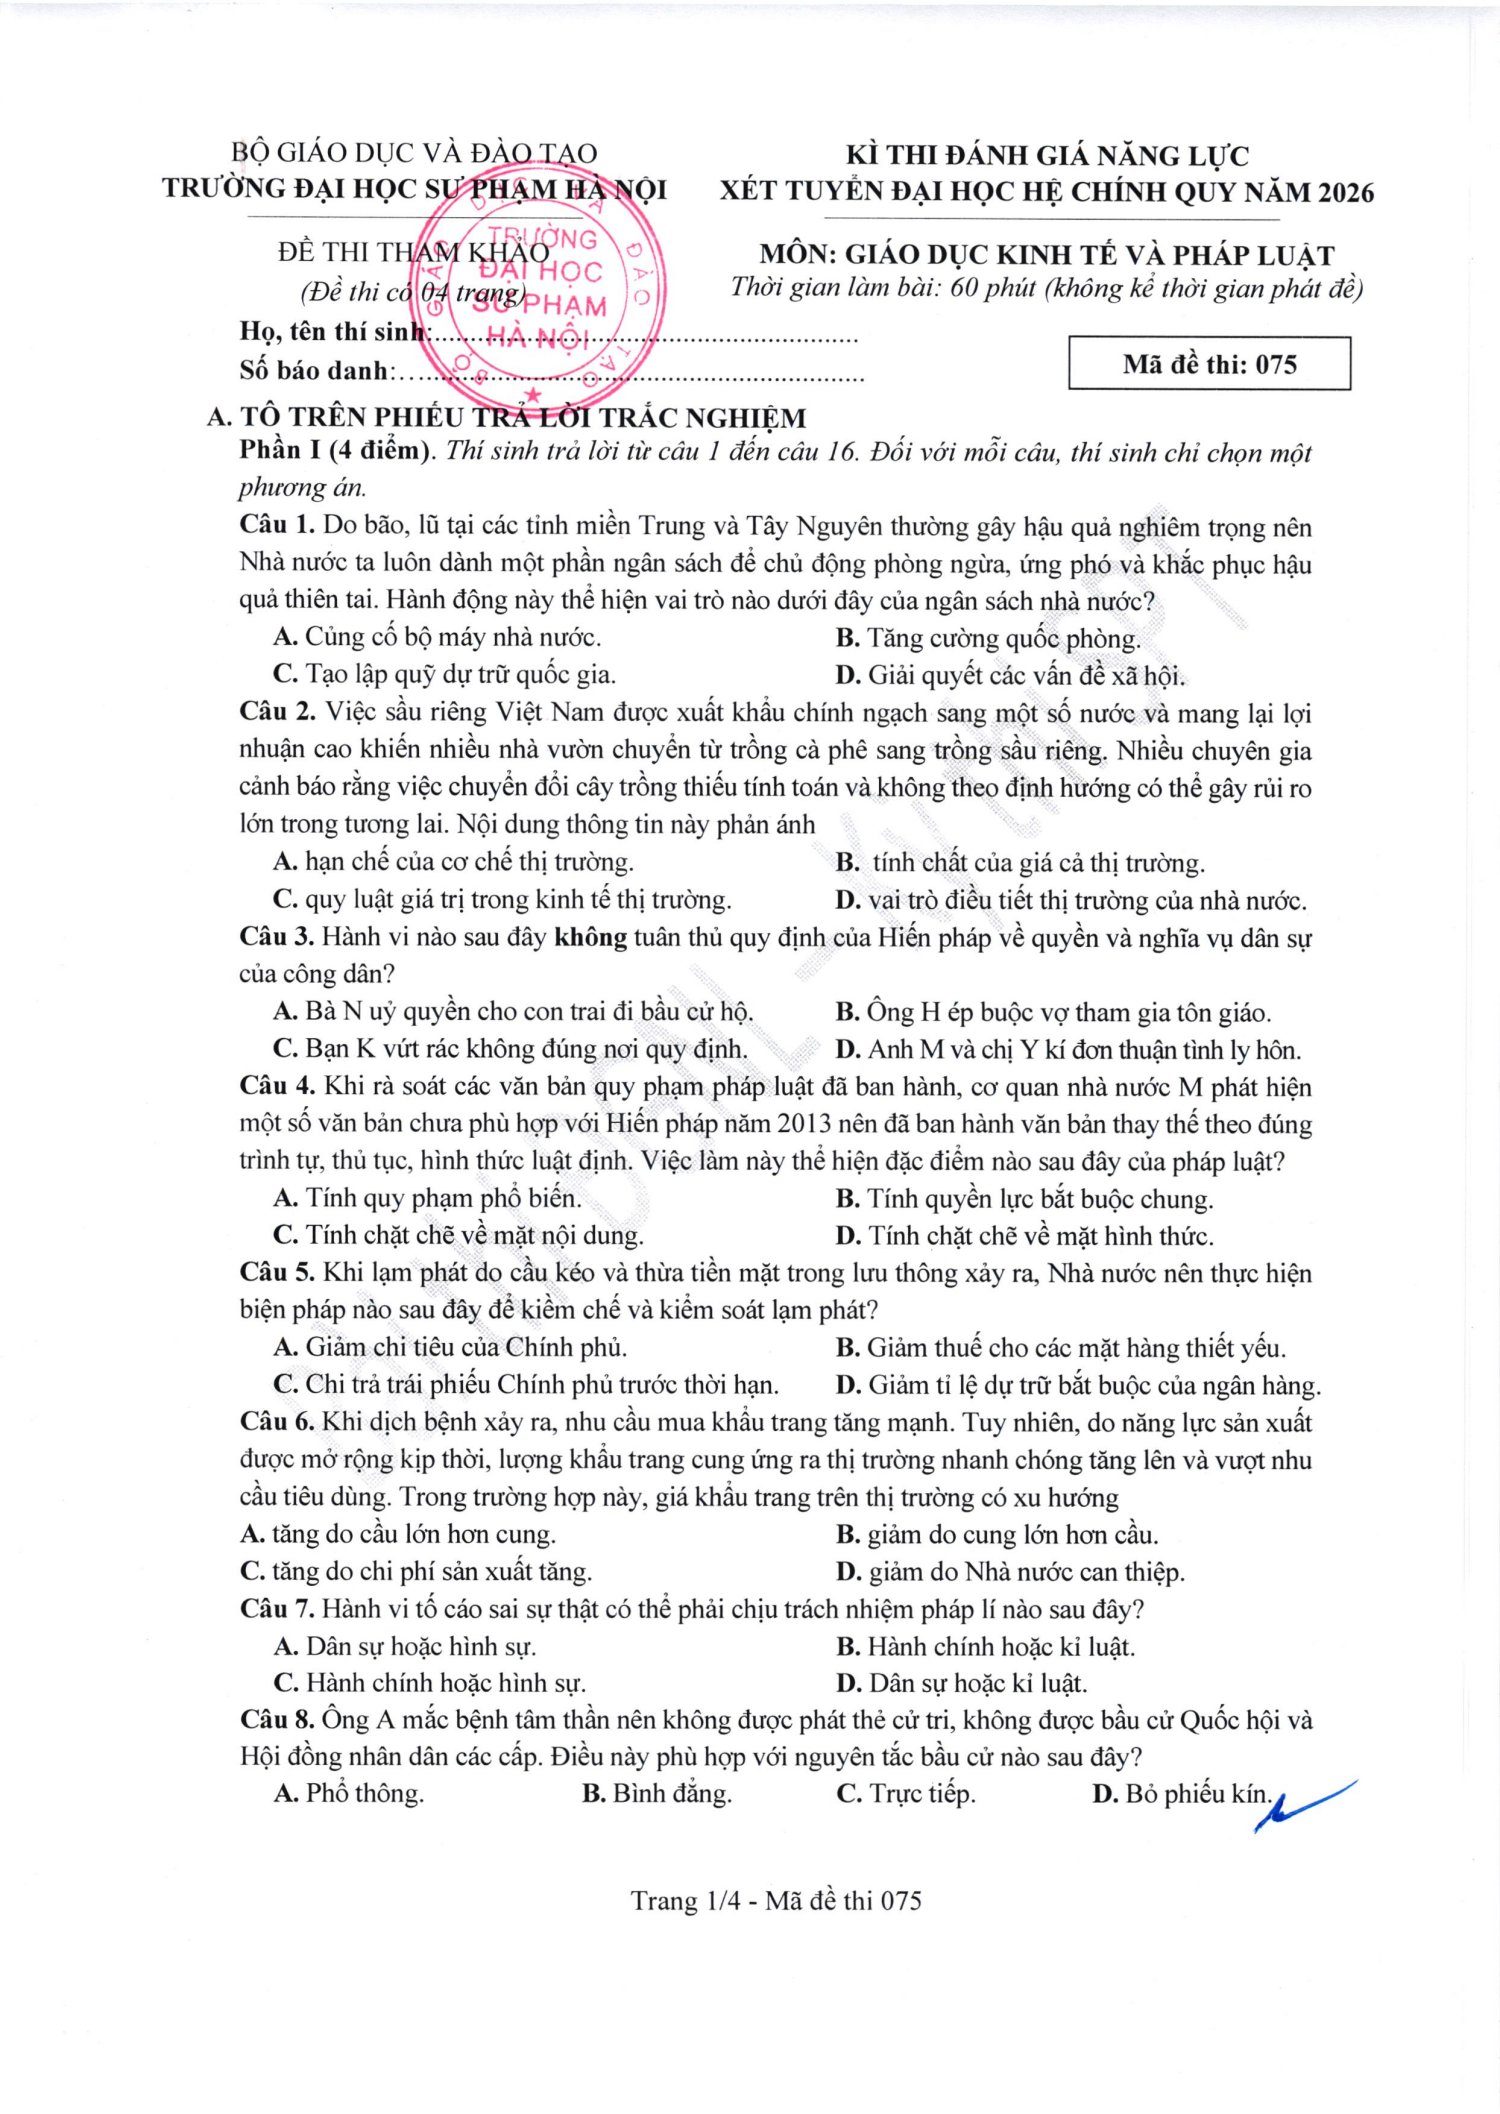 BỘ GIÁO DỤC VÀ ĐÀO TẠO
TRƯỜNG ĐẠI HỌC SƯ PHẠM HÀ NỘI
KÌ THI ĐÁNH GIÁ NĂNG LỰC
XÉT TUYỂN ĐẠI HỌC HỆ CHÍNH QUY NĂM 2026
ĐỀ THI THAM KHẢO
(Đề thi có 04 trang)
MÔN: GIÁO DỤC KINH TẾ VÀ PHÁP LUẬT
Thời gian làm bài: 60 phút (không kể thời gian phát đề)
BỘ GIÁO DỤC VÀ ĐÀO TẠO
TRƯỜNG
ĐẠI HỌC
SƯ PHẠM
HÀ NỘI
Họ, tên thí sinh:
Số báo danh:
Mã đề thi: 075
A. TÔ TRÊN PHIẾU TRẢ LỜI TRẮC NGHIỆM
Phần I (4 điểm). Thí sinh trả lời từ câu 1 đến câu 16. Đối với mỗi câu, thí sinh chỉ chọn một
phương án.
Câu 1. Do bão, lũ tại các tỉnh miền Trung và Tây Nguyên thường gây hậu quả nghiêm trọng nên
Nhà nước ta luôn dành một phần ngân sách để chủ động phòng ngừa, ứng phó và khắc phục hậu
quả thiên tai. Hành động này thể hiện vai trò nào dưới đây của ngân sách nhà nước?
A. Củng cố bộ máy nhà nước. B. Tăng cường quốc phòng.
C. Tạo lập quỹ dự trữ quốc gia. D. Giải quyết các vấn đề xã hội.
Câu 2. Việc sầu riêng Việt Nam được xuất khẩu chính ngạch sang một số nước và mang lại lợi
nhuận cao khiến nhiều nhà vườn chuyển từ trồng cà phê sang trồng sầu riêng. Nhiều chuyên gia
cảnh báo rằng việc chuyển đổi cây trồng thiếu tính toán và không theo định hướng có thể gây rủi ro
lớn trong tương lai. Nội dung thông tin này phản ánh
A. hạn chế của cơ chế thị trường. B. tính chất của giá cả thị trường.
C. quy luật giá trị trong kinh tế thị trường. D. vai trò điều tiết thị trường của nhà nước.
Câu 3. Hành vi nào sau đây không tuân thủ quy định của Hiến pháp về quyền và nghĩa vụ dân sự
của công dân?
A. Bà N uỷ quyền cho con trai đi bầu cử hộ. B. Ông H ép buộc vợ tham gia tôn giáo.
C. Bạn K vứt rác không đúng nơi quy định. D. Anh M và chị Y kí đơn thuận tình ly hôn.
Câu 4. Khi rà soát các văn bản quy phạm pháp luật đã ban hành, cơ quan nhà nước M phát hiện
một số văn bản chưa phù hợp với Hiến pháp năm 2013 nên đã ban hành văn bản thay thế theo đúng
trình tự, thủ tục, hình thức luật định. Việc làm này thể hiện đặc điểm nào sau đây của pháp luật?
A. Tính quy phạm phổ biến. B. Tính quyền lực bắt buộc chung.
C. Tính chặt chẽ về mặt nội dung. D. Tính chặt chẽ về mặt hình thức.
Câu 5. Khi lạm phát do cầu kéo và thừa tiền mặt trong lưu thông xảy ra, Nhà nước nên thực hiện
biện pháp nào sau đây để kiềm chế và kiểm soát lạm phát?
A. Giảm chi tiêu của Chính phủ. B. Giảm thuế cho các mặt hàng thiết yếu.
C. Chi trả trái phiếu Chính phủ trước thời hạn. D. Giảm tỉ lệ dự trữ bắt buộc của ngân hàng.
Câu 6. Khi dịch bệnh xảy ra, nhu cầu mua khẩu trang tăng mạnh. Tuy nhiên, do năng lực sản xuất
được mở rộng kịp thời, lượng khẩu trang cung ứng ra thị trường nhanh chóng tăng lên và vượt nhu
cầu tiêu dùng. Trong trường hợp này, giá khẩu trang trên thị trường có xu hướng
A. tăng do cầu lớn hơn cung. B. giảm do cung lớn hơn cầu.
C. tăng do chi phí sản xuất tăng. D. giảm do Nhà nước can thiệp.
Câu 7. Hành vi tố cáo sai sự thật có thể phải chịu trách nhiệm pháp lí nào sau đây?
A. Dân sự hoặc hình sự. B. Hành chính hoặc kỉ luật.
C. Hành chính hoặc hình sự. D. Dân sự hoặc kỉ luật.
Câu 8. Ông A mắc bệnh tâm thần nên không được phát thẻ cử tri, không được bầu cử Quốc hội và
Hội đồng nhân dân các cấp. Điều này phù hợp với nguyên tắc bầu cử nào sau đây?
A. Phổ thông. B. Bình đẳng. C. Trực tiếp. D. Bỏ phiếu kín.
Trang 1/4 - Mã đề thi 075